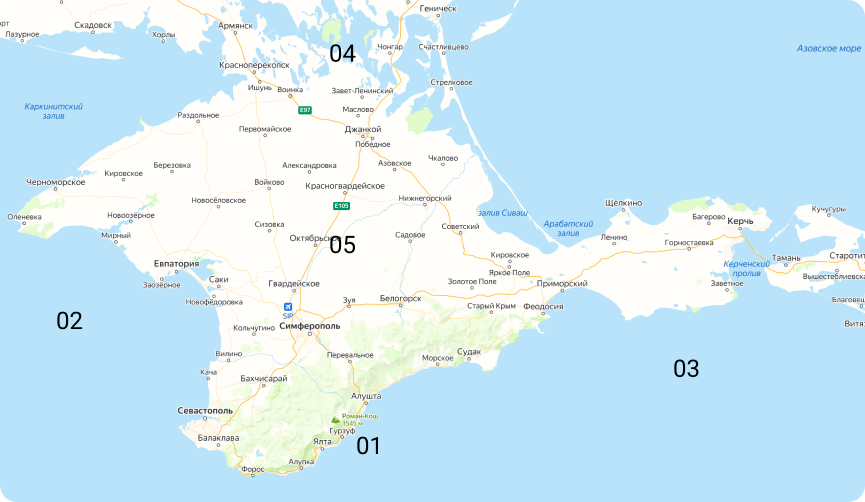 Геническ
Скадовск
Армянск
орт
Лазурное
Хорлы
04
Чонгар
Счастливцево
Азовское море
Красноперекопск
Ишунь
Воинка
Завет-Ленинский
Стрелковое
Каркинитский
залив
E97
Маслово
Раздольное
Первомайское
Джанкой
Победное
Березовка
Александровка
Азовское
Чкалово
Кировское
Черноморское
Войково
Красногвардейское
Новосёловское
Нижнегорский
E105
Оленевка
Новоозёрное
залив Сиваш
Щёлкино
Кучугуры
Мирный
Сизовка
Октябрьско
05
Садовое
Советский
Арабатский
залив
Багерово
Керчь
Ленино
Горностаевка
Евпатория
Кировское
Яркое Поле
Керченский
пролив
Тамань
Старотит
Заозёрное
Саки
Гвардейское
Золотое Поле
Приморский
Заветное
Вышестеблиевска
Новофёдоровка
Зуя
Белогорск
Старый Крым
Феодосия
Благовещ
SIP
02
Кольчугино
Симферополь
Витяз
Вилино
Перевальное
Морское
Судак
Кача
03
Бахчисарай
Алушта
Севастополь
Роман-Кош
1545 м
Гурзуф
Балаклава
Ялта
01
Алупка
Форос